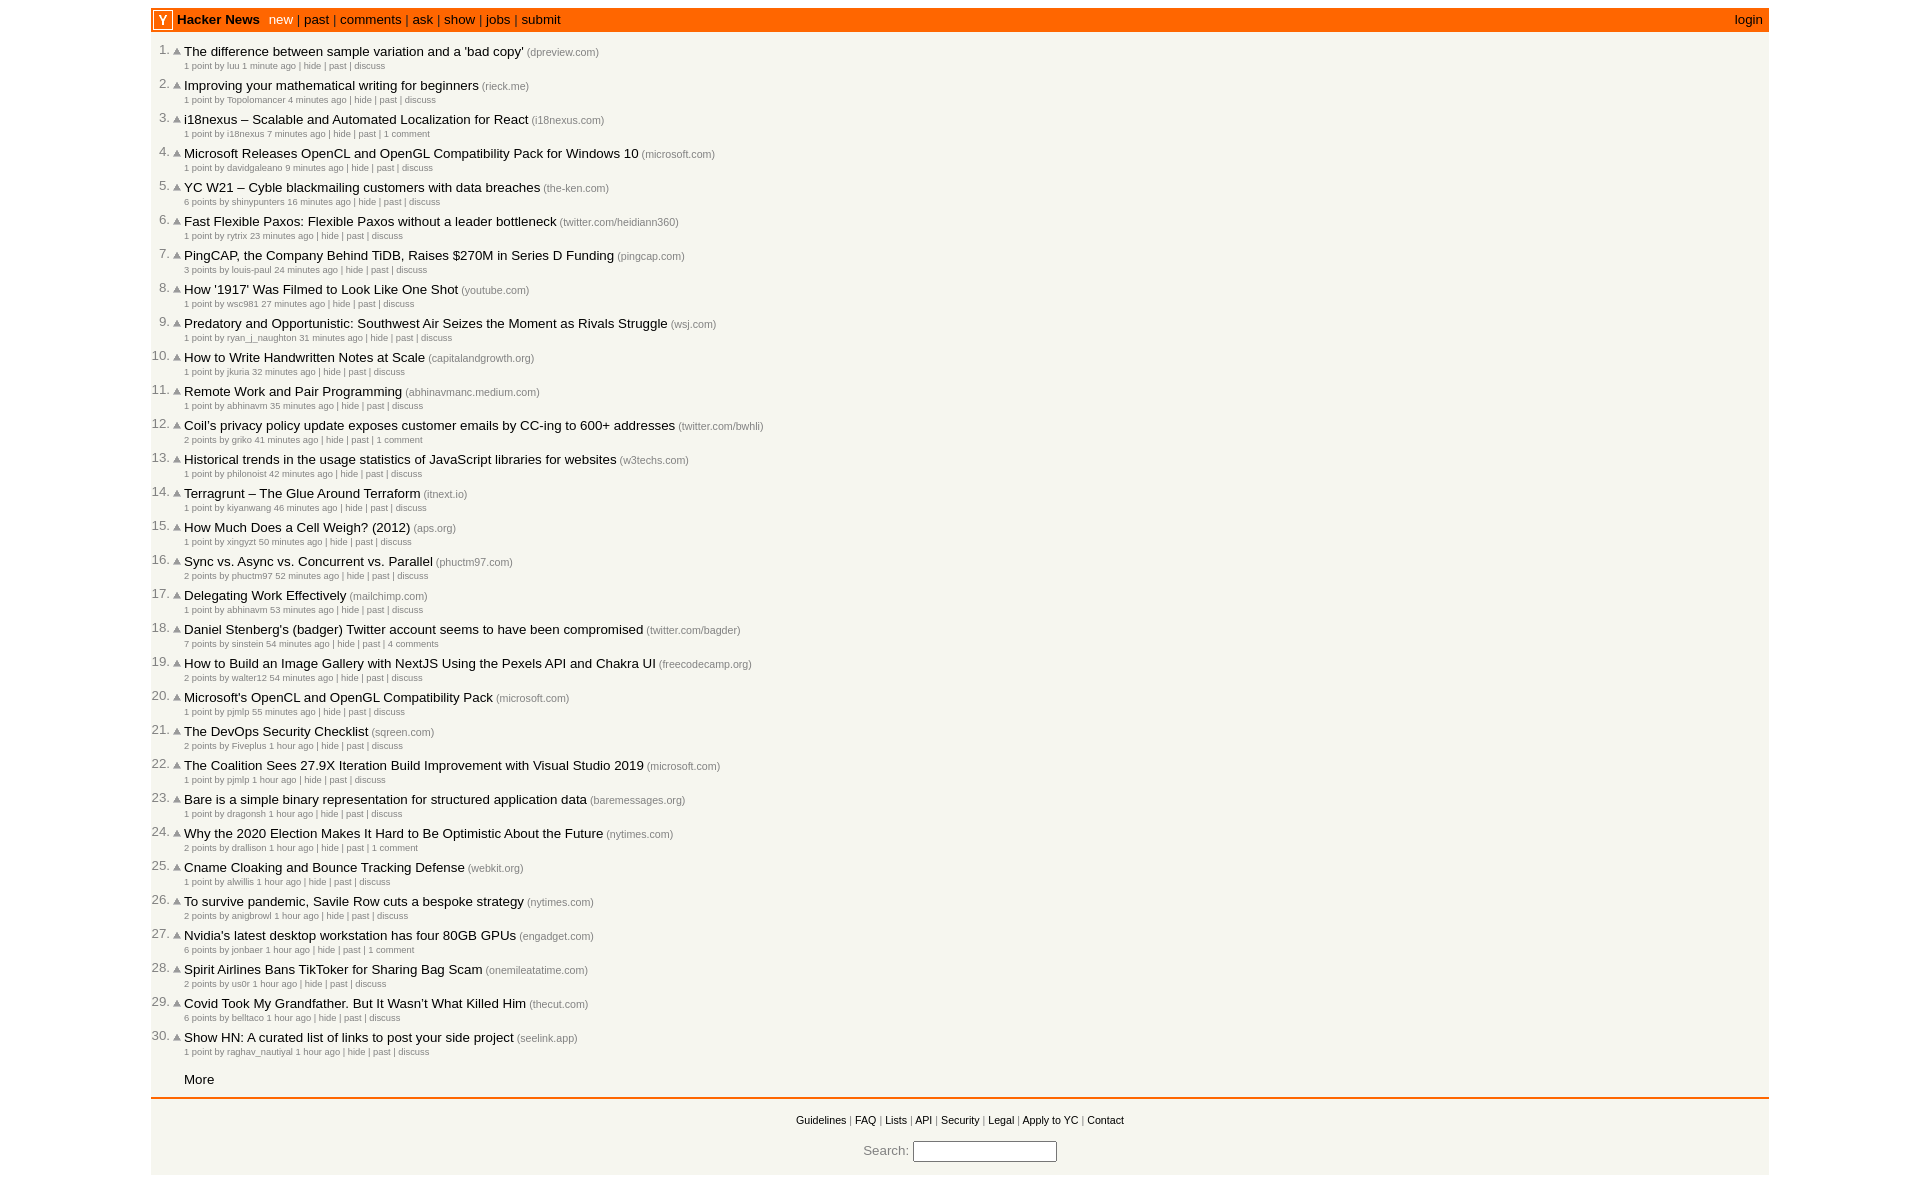 Y Hacker News new | past | comments | ask | show | jobs | submit login
1. The difference between sample variation and a 'bad copy' (dpreview.com)
1 point by luu 1 minute ago | hide | past | discuss
2. Improving your mathematical writing for beginners (rieck.me)
1 point by Topolomancer 4 minutes ago | hide | past | discuss
3. i18nexus – Scalable and Automated Localization for React (i18nexus.com)
1 point by i18nexus 7 minutes ago | hide | past | 1 comment
4. Microsoft Releases OpenCL and OpenGL Compatibility Pack for Windows 10 (microsoft.com)
1 point by davidgaleano 9 minutes ago | hide | past | discuss
5. YC W21 – Cyble blackmailing customers with data breaches (the-ken.com)
6 points by shinypunters 16 minutes ago | hide | past | discuss
6. Fast Flexible Paxos: Flexible Paxos without a leader bottleneck (twitter.com/heidiann360)
1 point by rytrix 23 minutes ago | hide | past | discuss
7. PingCAP, the Company Behind TiDB, Raises $270M in Series D Funding (pingcap.com)
3 points by louis-paul 24 minutes ago | hide | past | discuss
8. How '1917' Was Filmed to Look Like One Shot (youtube.com)
1 point by wsc981 27 minutes ago | hide | past | discuss
9. Predatory and Opportunistic: Southwest Air Seizes the Moment as Rivals Struggle (wsj.com)
1 point by ryan_j_naughton 31 minutes ago | hide | past | discuss
10. How to Write Handwritten Notes at Scale (capitalandgrowth.org)
1 point by jkuria 32 minutes ago | hide | past | discuss
11. Remote Work and Pair Programming (abhinavmanc.medium.com)
1 point by abhinavm 35 minutes ago | hide | past | discuss
12. Coil's privacy policy update exposes customer emails by CC-ing to 600+ addresses (twitter.com/bwhli)
2 points by griko 41 minutes ago | hide | past | 1 comment
13. Historical trends in the usage statistics of JavaScript libraries for websites (w3techs.com)
1 point by philonoist 42 minutes ago | hide | past | discuss
14. Terragrunt – The Glue Around Terraform (itnext.io)
1 point by kiyanwang 46 minutes ago | hide | past | discuss
15. How Much Does a Cell Weigh? (2012) (aps.org)
1 point by xingyzt 50 minutes ago | hide | past | discuss
16. Sync vs. Async vs. Concurrent vs. Parallel (phuctm97.com)
2 points by phuctm97 52 minutes ago | hide | past | discuss
17. Delegating Work Effectively (mailchimp.com)
1 point by abhinavm 53 minutes ago | hide | past | discuss
18. Daniel Stenberg's (badger) Twitter account seems to have been compromised (twitter.com/bagder)
7 points by sinstein 54 minutes ago | hide | past | 4 comments
19. How to Build an Image Gallery with NextJS Using the Pexels API and Chakra UI (freecodecamp.org)
2 points by walter12 54 minutes ago | hide | past | discuss
20. Microsoft's OpenCL and OpenGL Compatibility Pack (microsoft.com)
1 point by pjmlp 55 minutes ago | hide | past | discuss
21. The DevOps Security Checklist (sqreen.com)
2 points by Fiveplus 1 hour ago | hide | past | discuss
22. The Coalition Sees 27.9X Iteration Build Improvement with Visual Studio 2019 (microsoft.com)
1 point by pjmlp 1 hour ago | hide | past | discuss
23. Bare is a simple binary representation for structured application data (baremessages.org)
1 point by dragonsh 1 hour ago | hide | past | discuss
24. Why the 2020 Election Makes It Hard to Be Optimistic About the Future (nytimes.com)
2 points by drallison 1 hour ago | hide | past | 1 comment
25. Cname Cloaking and Bounce Tracking Defense (webkit.org)
1 point by alwillis 1 hour ago | hide | past | discuss
26. To survive pandemic, Savile Row cuts a bespoke strategy (nytimes.com)
2 points by anigbrowl 1 hour ago | hide | past | discuss
27. Nvidia's latest desktop workstation has four 80GB GPUs (engadget.com)
6 points by jonbaer 1 hour ago | hide | past | 1 comment
28. Spirit Airlines Bans TikToker for Sharing Bag Scam (onemileatatime.com)
2 points by us0r 1 hour ago | hide | past | discuss
29. Covid Took My Grandfather. But It Wasn't What Killed Him (thecut.com)
6 points by belltaco 1 hour ago | hide | past | discuss
30. Show HN: A curated list of links to post your side project (seelink.app)
1 point by raghav_nautiyal 1 hour ago | hide | past | discuss
More
Guidelines | FAQ | Lists | API | Security | Legal | Apply to YC | Contact
Search: